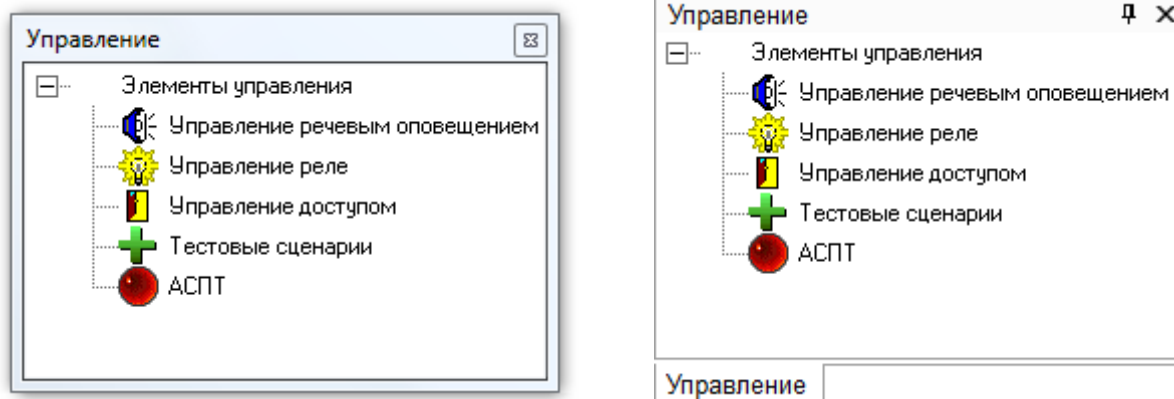 Управление
Элементы управления
Управление речевым оповещением
Управление реле
Управление доступом
Тестовые сценарии
АСПТ
Управление
Элементы управления
Управление речевым оповещением
Управление реле
Управление доступом
Тестовые сценарии
АСПТ
Управление